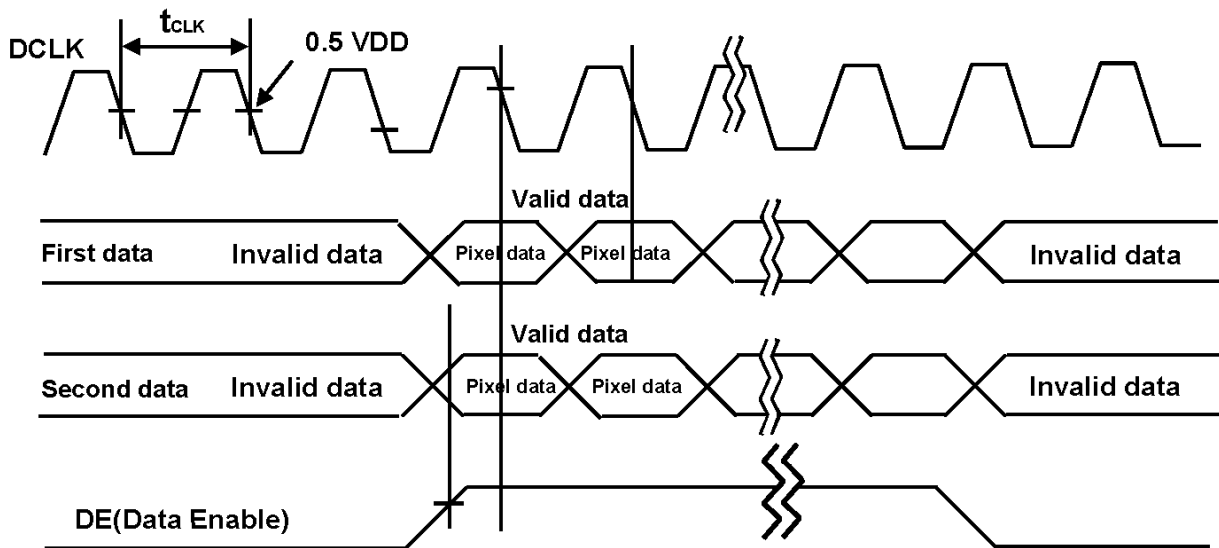 tCLK
DCLK
0.5 VDD
Valid data
First data Invalid data Pixel data Pixel data Invalid data
Valid data
Second data Invalid data Pixel data Pixel data Invalid data
DE(Data Enable)